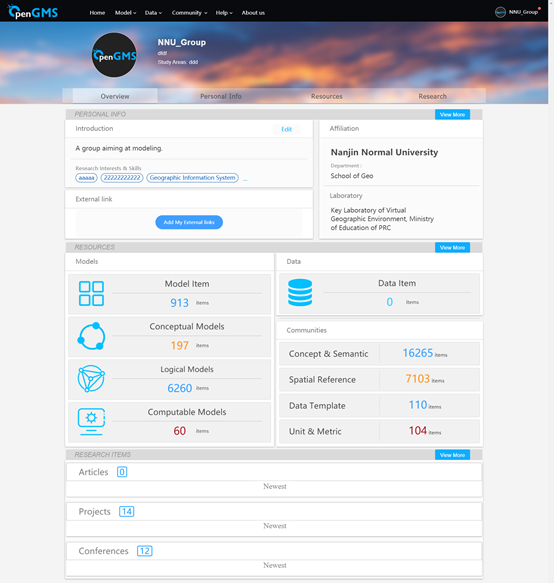 OpenGMS Home Model Data Community Help About us NNU_Group
OpenGMS
NNU_Group
dkdl
Study Areas ddd
Overview Personal Info Resources Research
PERSONAL INFO View More
Introduction Edit
A group aiming at modeling.
Research Interests & Skills
aaaaa 22222222222 Geographic Information System ...
External link
Add My External links
Affiliation
Nanjin Normal University
Department :
School of Geo
Laboratory
Key Laboratory of Virtual
Geographic Environment, Ministry
of Education of PRC
RESOURCES View More
Models
Model Item
913 Items
Conceptual Models
197 Items
Logical Models
6260 Items
Computable Models
60 Items
Data
Data Item
0 Items
Communities
Concept & Semantic 16265 Items
Spatial Reference 7103 Items
Data Template 110 Items
Unit & Metric 104 Items
RESEARCH ITEMS View More
Articles 0
Newest
Projects 14
Newest
Conferences 12
Newest